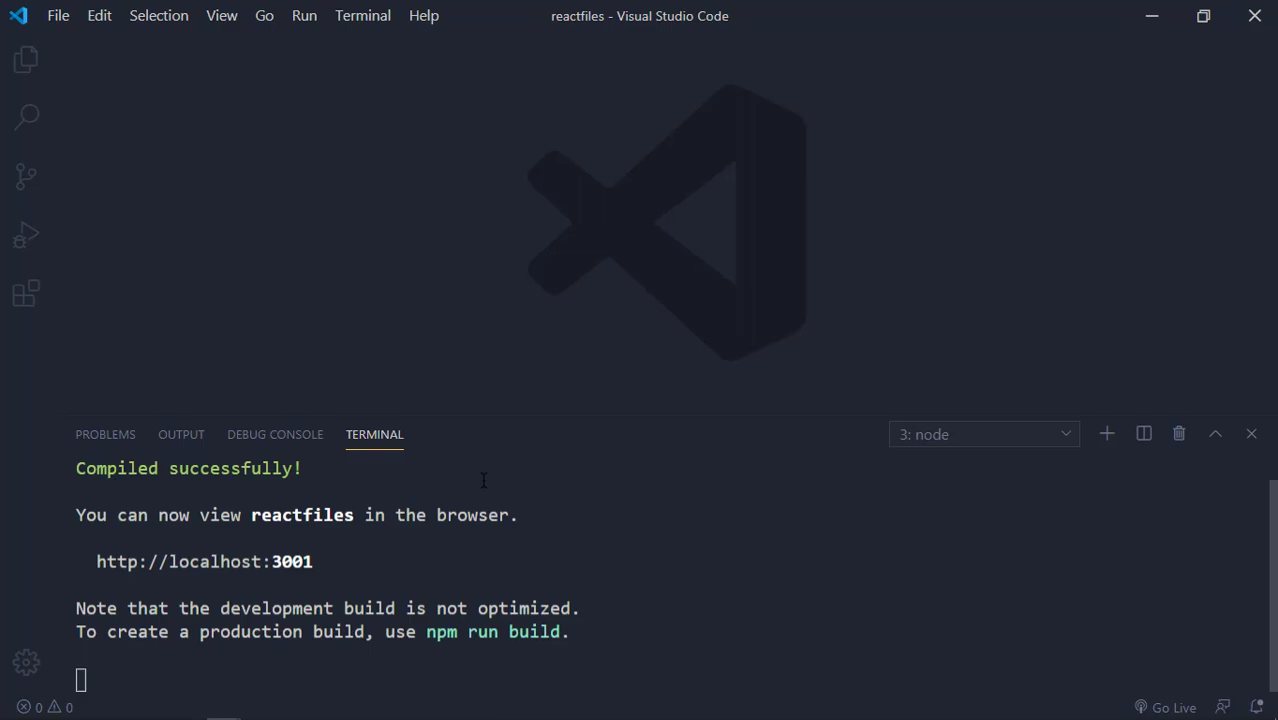 File Edit Selection View Go Run Terminal Help reactfiles - Visual Studio Code
PROBLEMS OUTPUT DEBUG CONSOLE TERMINAL 3: node
Compiled successfully!
You can now view reactfiles in the browser.
http://localhost:3001
Note that the development build is not optimized.
To create a production build, use npm run build.
0 0 Go Live